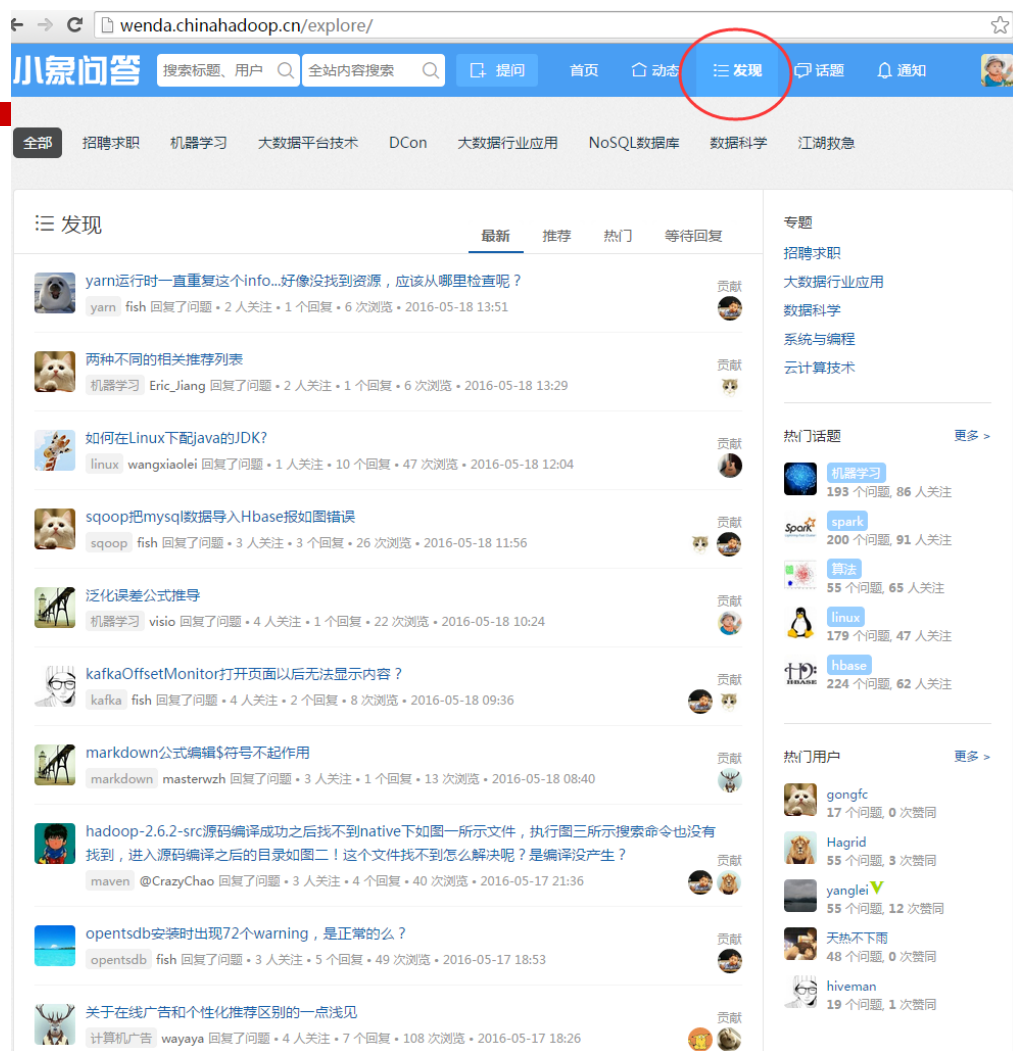 wenda.chinahadoop.cn/explore/
小象问答 搜索标题、用户 全站内容搜索 提问 首页 动态 发现 话题 通知
全部 招聘求职 机器学习 大数据平台技术 DCon 大数据行业应用 NoSQL数据库 数据科学 江湖救急
发现 最新 推荐 热门 等待回复
yarn运行时一直重复这个info...好像没找到资源，应该从哪里检查呢？
贡献
yarn fish 回复了问题 • 2 人关注 • 1 个回复 • 6 次浏览 • 2016-05-18 13:51
两种不同的相关推荐列表
贡献
机器学习 Eric_Jiang 回复了问题 • 2 人关注 • 1 个回复 • 6 次浏览 • 2016-05-18 13:29
如何在Linux下配java的JDK?
贡献
linux wangxiaolei 回复了问题 • 1 人关注 • 10 个回复 • 47 次浏览 • 2016-05-18 12:04
sqoop把mysql数据导入Hbase报如图错误
贡献
sqoop fish 回复了问题 • 3 人关注 • 3 个回复 • 26 次浏览 • 2016-05-18 11:56
泛化误差公式推导
贡献
机器学习 visio 回复了问题 • 4 人关注 • 1 个回复 • 22 次浏览 • 2016-05-18 10:24
kafkaOffsetMonitor打开页面以后无法显示内容？
贡献
kafka fish 回复了问题 • 4 人关注 • 2 个回复 • 8 次浏览 • 2016-05-18 09:36
markdown公式编辑$符号不起作用
贡献
markdown masterwzh 回复了问题 • 3 人关注 • 1 个回复 • 13 次浏览 • 2016-05-18 08:40
hadoop-2.6.2-src源码编译成功之后找不到native下如图一所示文件，执行图三所示搜索命令也没有
找到，进入源码编译之后的目录如图二！这个文件找不到怎么解决呢？是编译没产生？
贡献
maven @CrazyChao 回复了问题 • 3 人关注 • 4 个回复 • 40 次浏览 • 2016-05-17 21:36
opentsdb安装时出现72个warning，是正常的么？
贡献
opentsdb fish 回复了问题 • 3 人关注 • 5 个回复 • 49 次浏览 • 2016-05-17 18:53
关于在线广告和个性化推荐区别的一点浅见
贡献
计算机广告 wayaya 回复了问题 • 4 人关注 • 7 个回复 • 108 次浏览 • 2016-05-17 18:26
专题
招聘求职
大数据行业应用
数据科学
系统与编程
云计算技术
热门话题 更多 >
机器学习
193 个问题, 86 人关注
Spark spark
200 个问题, 91 人关注
算法
55 个问题, 65 人关注
linux
179 个问题, 47 人关注
HBASE hbase
224 个问题, 62 人关注
热门用户 更多 >
gongfc
17 个问题, 0 次赞同
Hagrid
55 个问题, 3 次赞同
yanglei
55 个问题, 12 次赞同
天热不下雨
48 个问题, 0 次赞同
hiveman
19 个问题, 1 次赞同